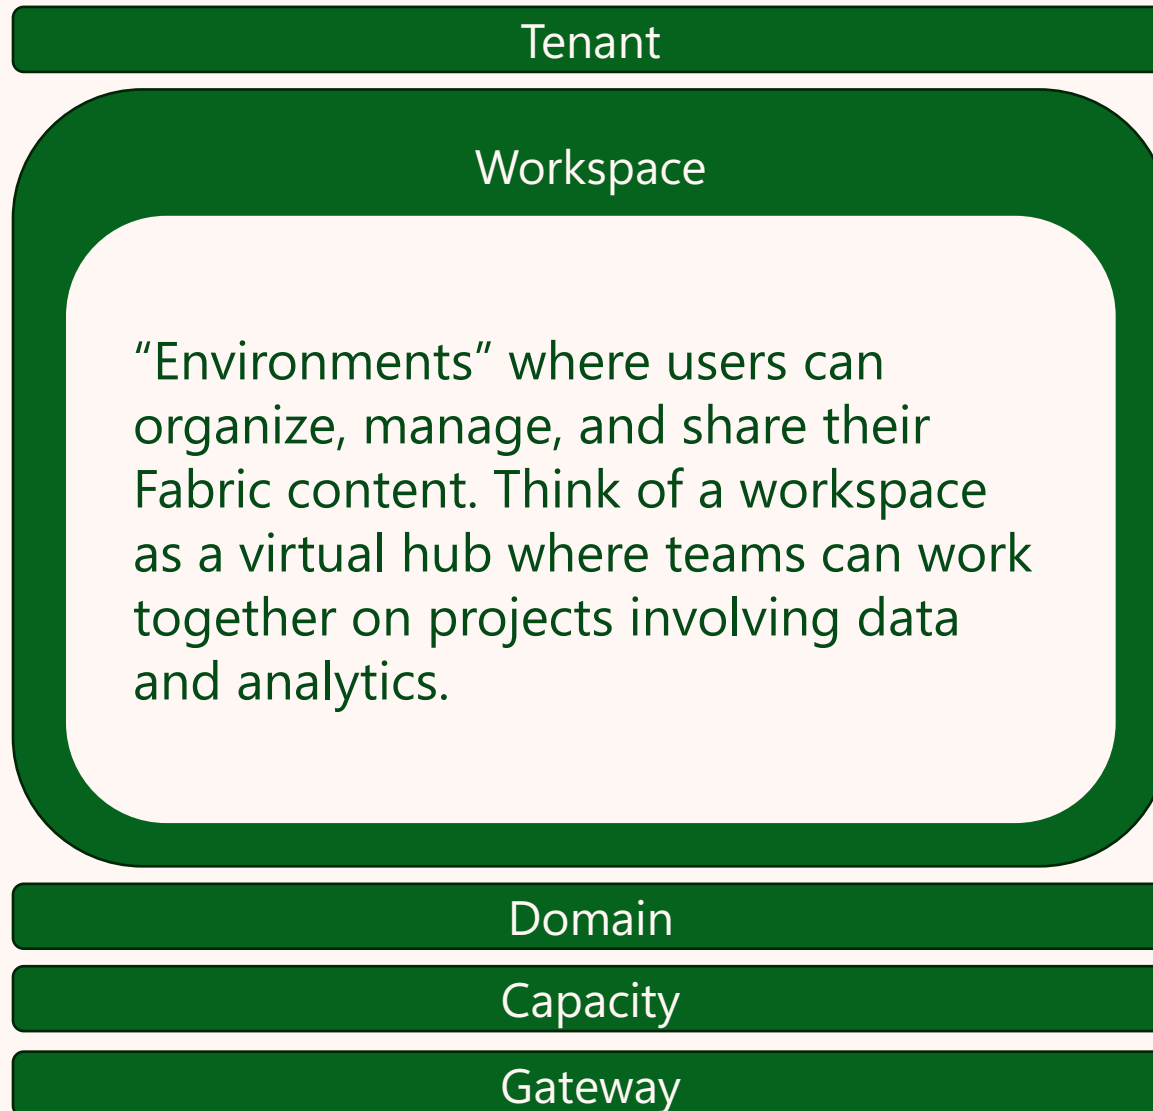 Tenant
Workspace
“Environments” where users can
organize, manage, and share their
Fabric content. Think of a workspace
as a virtual hub where teams can work
together on projects involving data
and analytics.
Domain
Capacity
Gateway